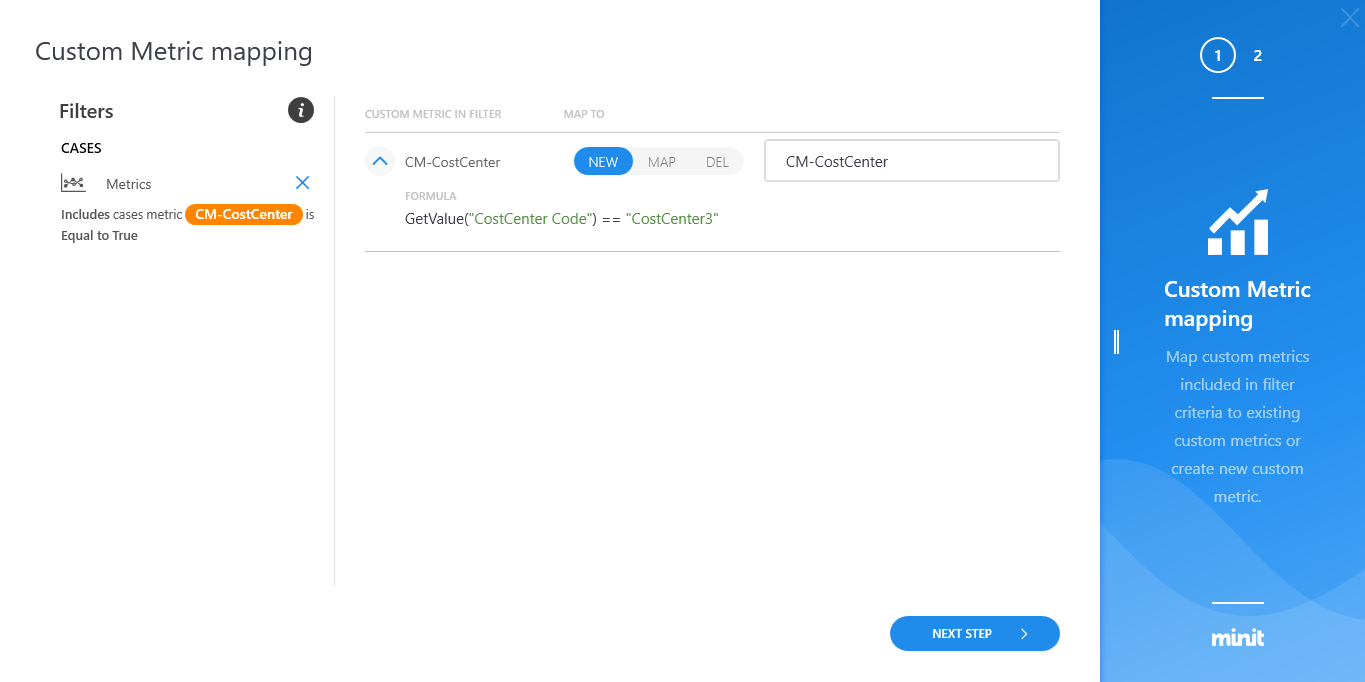 Custom Metric mapping
Filters
i
CASES
Metrics
Includes cases metric CM-CostCenter is
Equal to True
CUSTOM METRIC IN FILTER MAP TO
CM-CostCenter NEW MAP DEL CM-CostCenter
FORMULA
GetValue("CostCenter Code") == "CostCenter3"
NEXT STEP
1 2
Custom Metric
mapping
Map custom metrics
included in filter
criteria to existing
custom metrics or
create new custom
metric.
minit